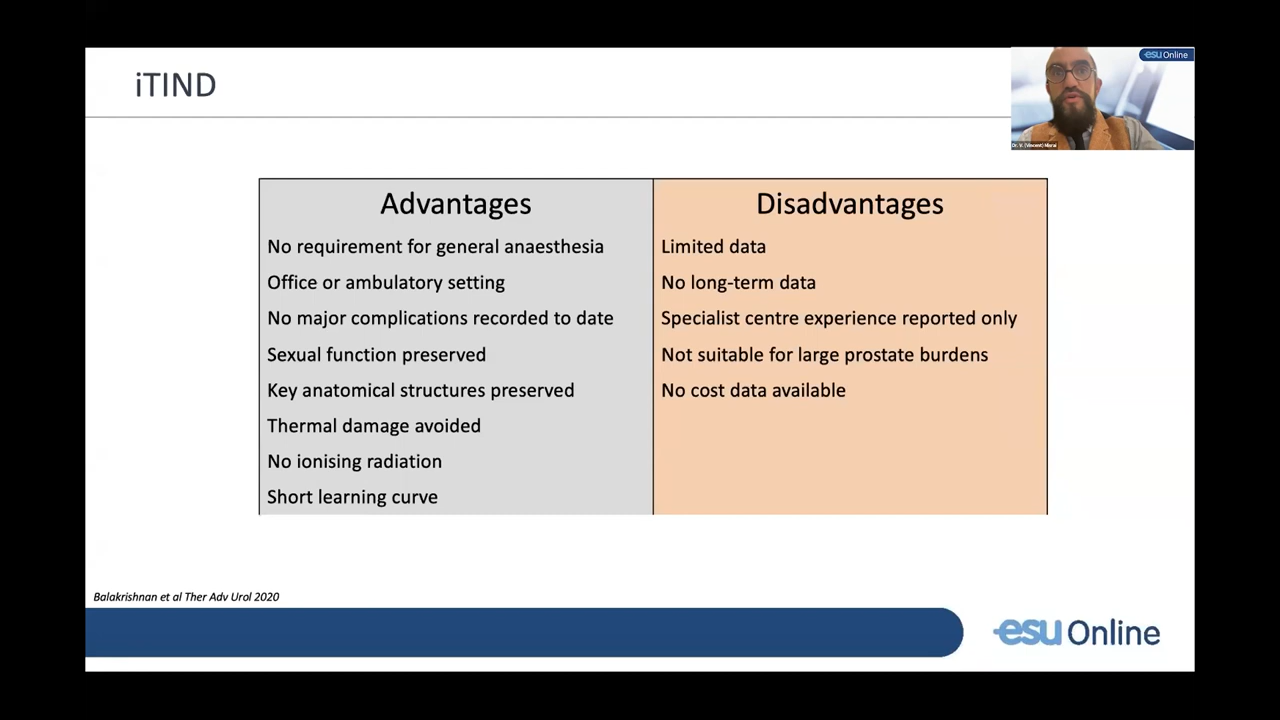 iTIND
esu Online
Dr. V. (Vincent) Misrai
Advantages
No requirement for general anaesthesia
Office or ambulatory setting
No major complications recorded to date
Sexual function preserved
Key anatomical structures preserved
Thermal damage avoided
No ionising radiation
Short learning curve
Disadvantages
Limited data
No long-term data
Specialist centre experience reported only
Not suitable for large prostate burdens
No cost data available
Balakrishnan et al Ther Adv Urol 2020
esu Online